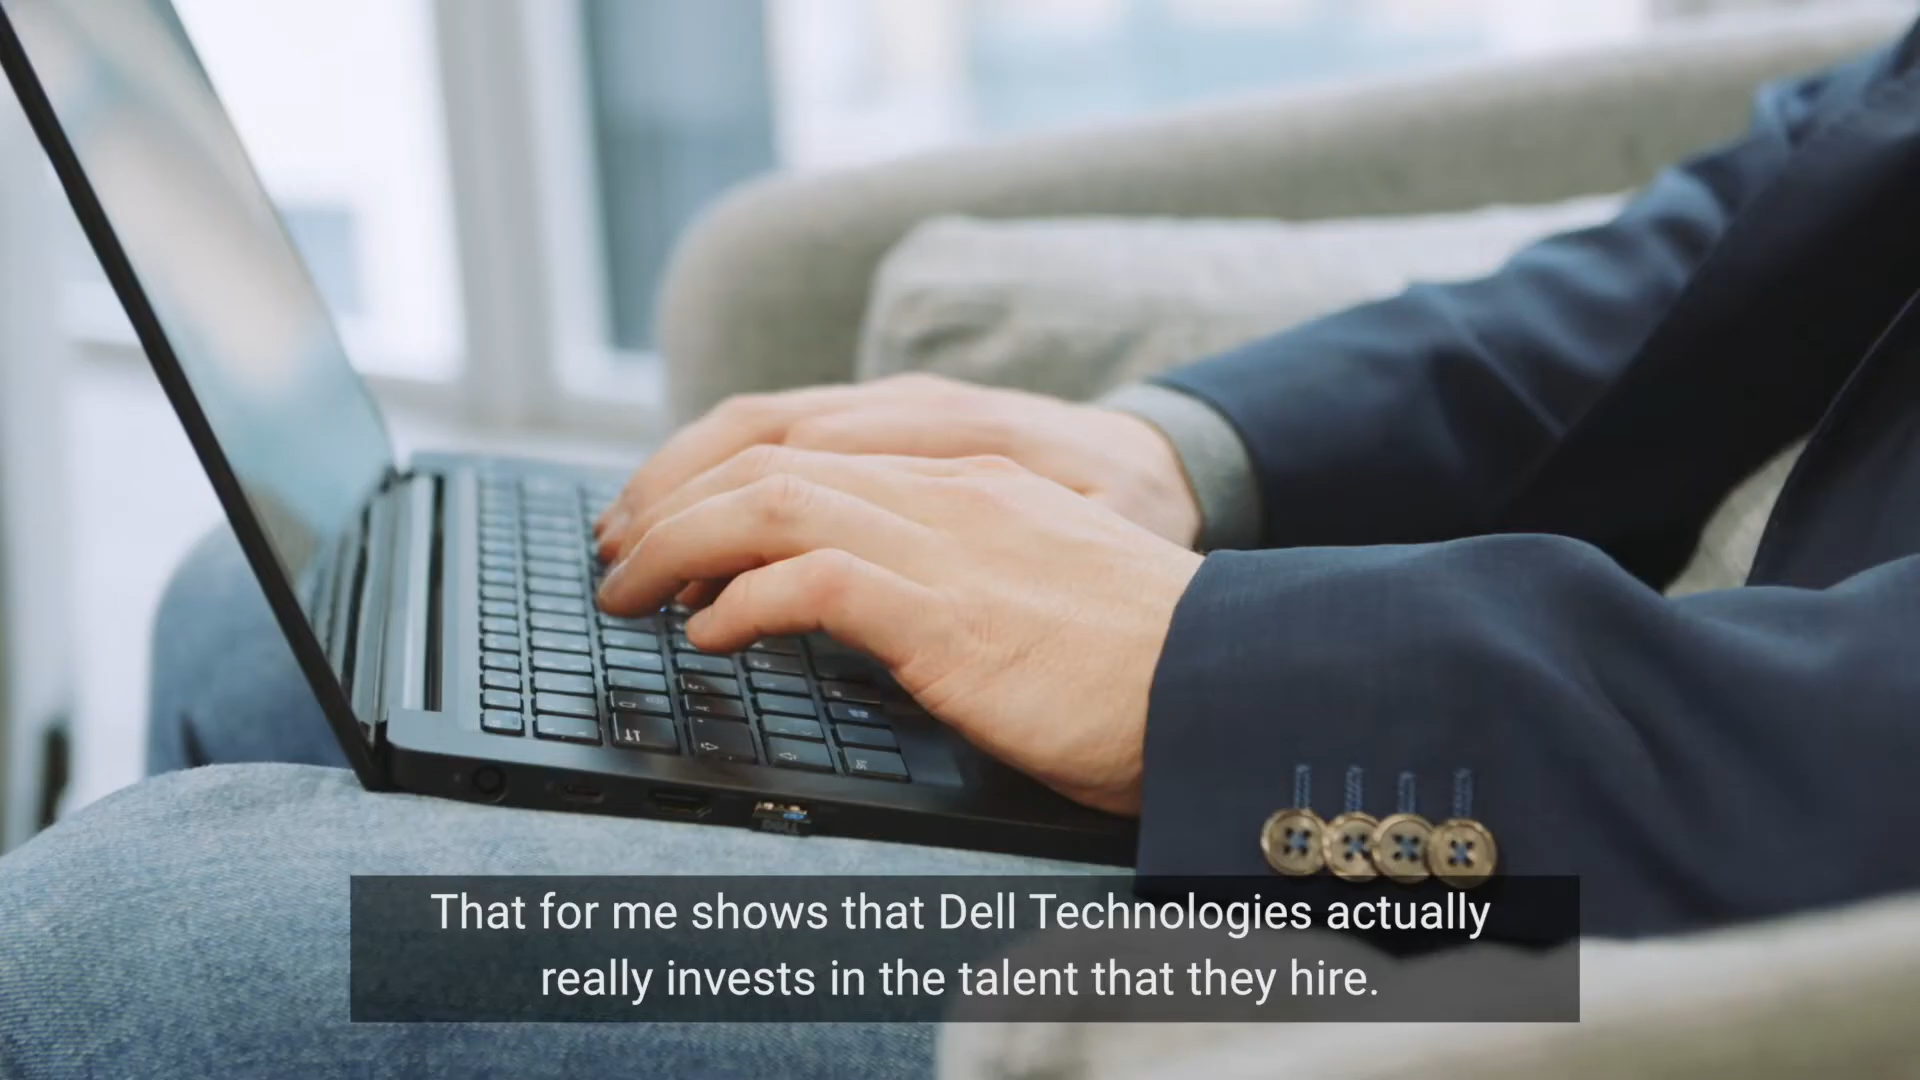 That for me shows that Dell Technologies actually
really invests in the talent that they hire.